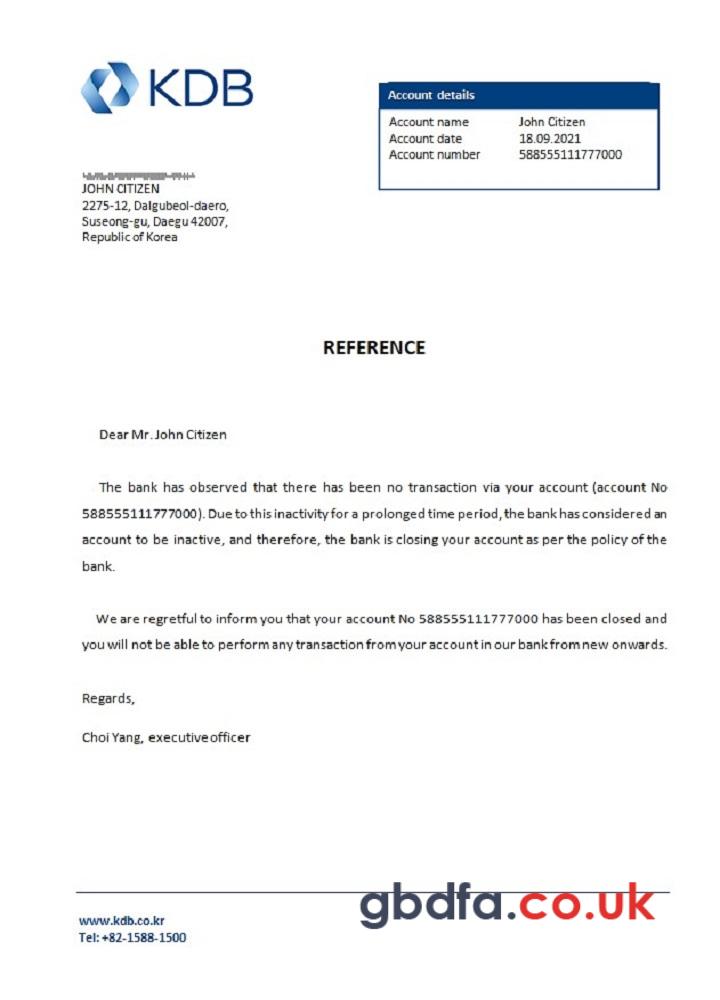 KDB
Account details
Account name John Citizen
Account date 18.09.2021
Account number 588555111777000
JOHN CITIZEN
2275-12, Dalgubeol-daero,
Suseong-gu, Daegu 42007,
Republic of Korea
REFERENCE
Dear Mr. John Citizen
The bank has observed that there has been no transaction via your account (account No
588555111777000). Due to this inactivity for a prolonged time period, the bank has considered an
account to be inactive, and therefore, the bank is closing your account as per the policy of the
bank.
We are regretful to inform you that your account No 588555111777000 has been closed and
you will not be able to perform any transaction from your account in our bank from new onwards.
Regards,
Choi Yang, executive officer
gbdfa.co.uk
www.kdb.co.kr
Tel: +82-1588-1500